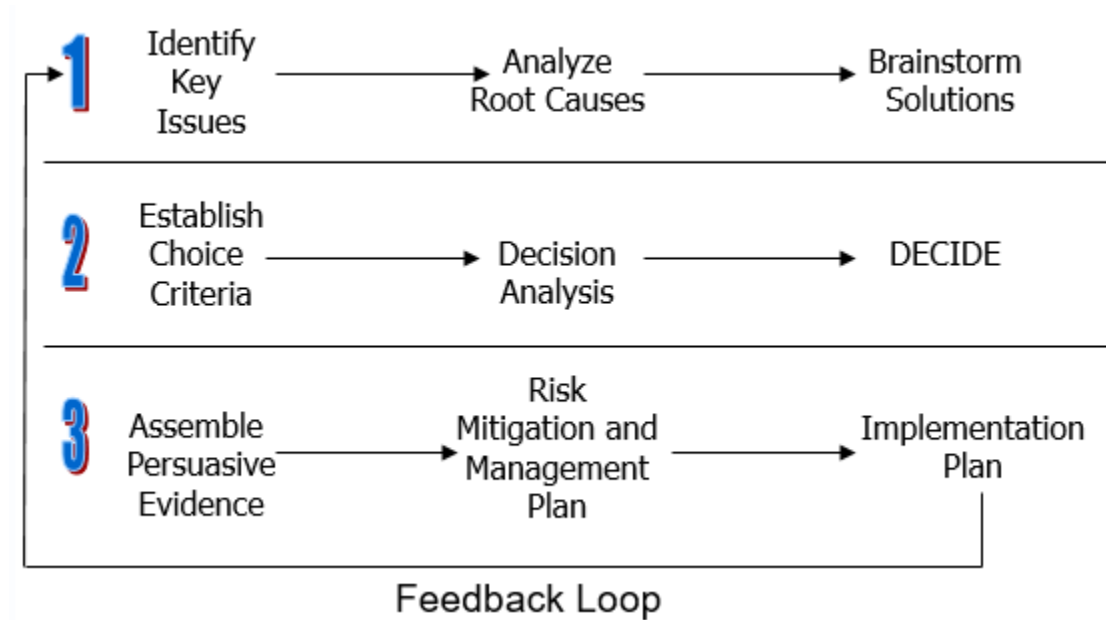 1
Identify
Key
Issues
Analyze
Root Causes
Brainstorm
Solutions
2
Establish
Choice
Criteria
Decision
Analysis
DECIDE
3
Assemble
Persuasive
Evidence
Risk
Mitigation and
Management
Plan
Implementation
Plan
Feedback Loop